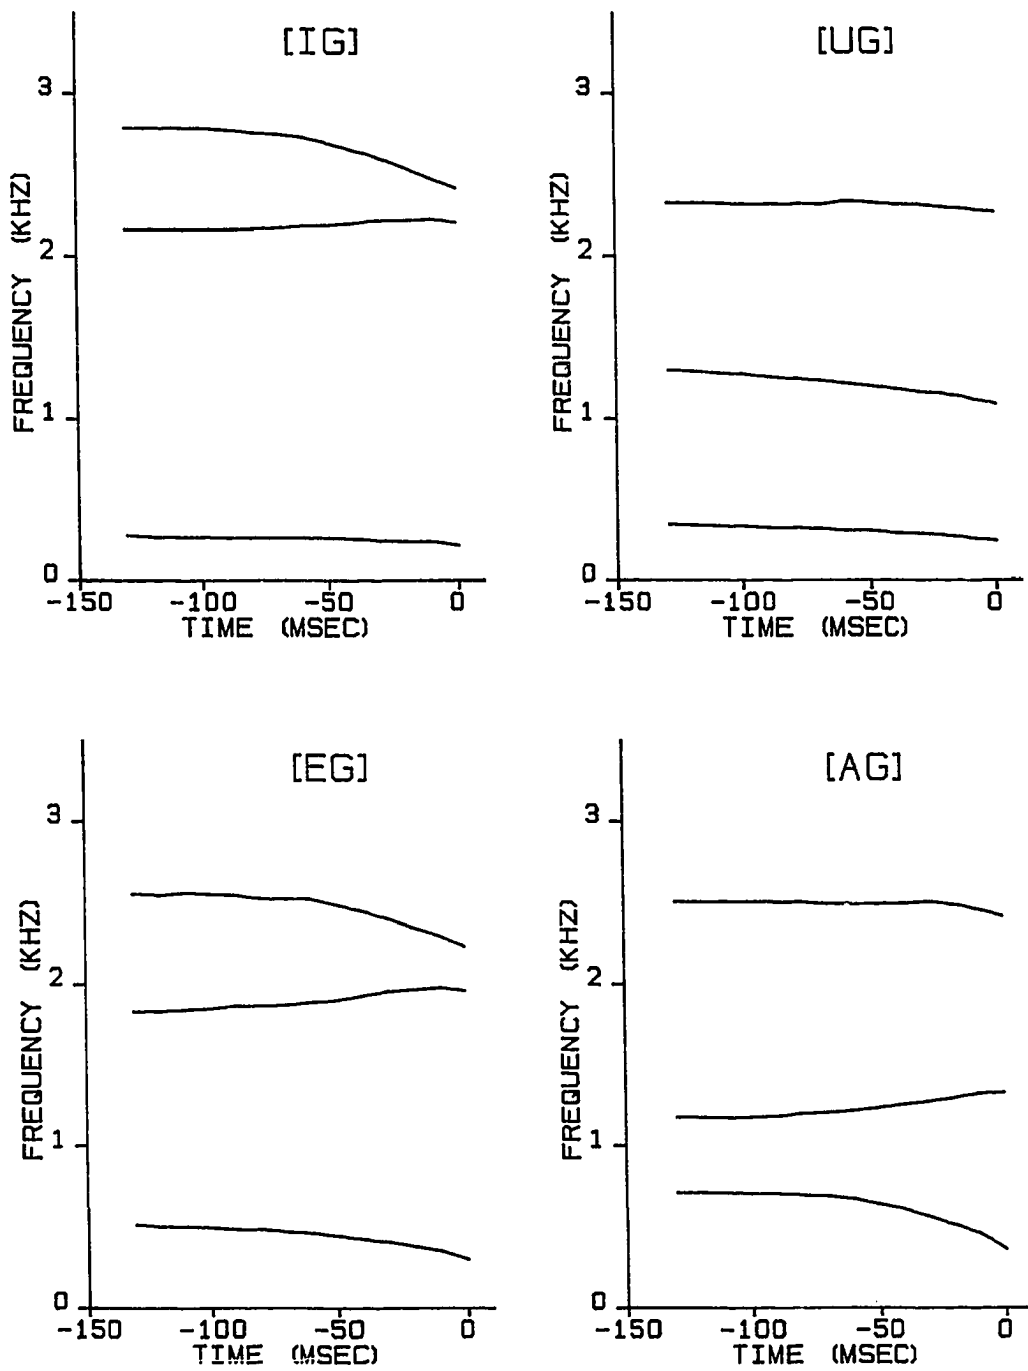 [IG]
3
2
1
0
FREQUENCY (KHZ)
-150 -100 -50 0
TIME (MSEC)
[UG]
3
2
1
0
FREQUENCY (KHZ)
-150 -100 -50 0
TIME (MSEC)
[EG]
3
2
1
0
FREQUENCY (KHZ)
-150 -100 -50 0
TIME (MSEC)
[AG]
3
2
1
0
FREQUENCY (KHZ)
-150 -100 -50 0
TIME (MSEC)